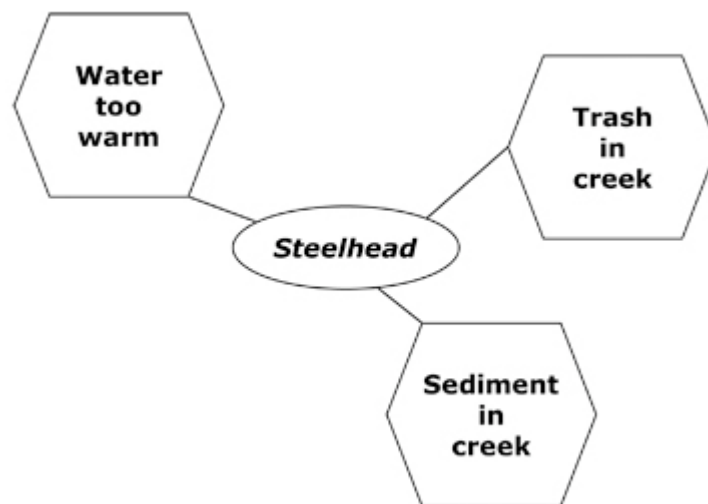 Water
too
warm
Trash
in
creek
Steelhead
Sediment
in
creek